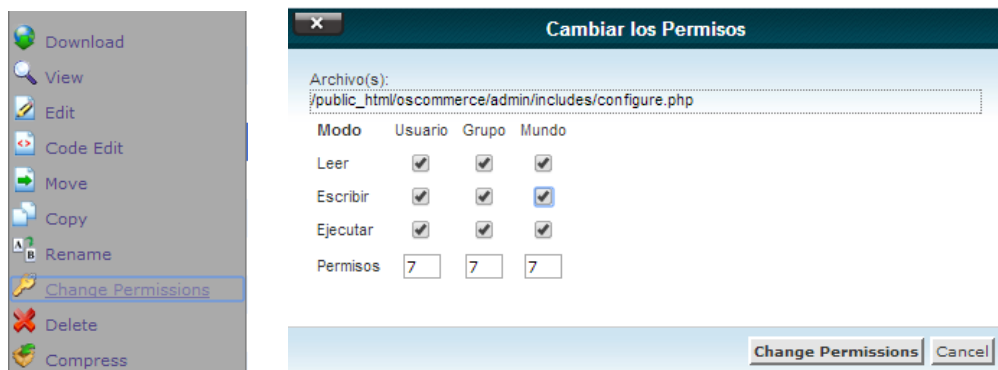 Download
View
Edit
Code Edit
Move
Copy
Rename
Change Permissions
Delete
Compress
Cambiar los Permisos
Archivo(s):
/public_html/oscommerce/admin/includes/configure.php
Modo Usuario Grupo Mundo
Leer
Escribir
Ejecutar
Permisos 7 7 7
Change Permissions Cancel